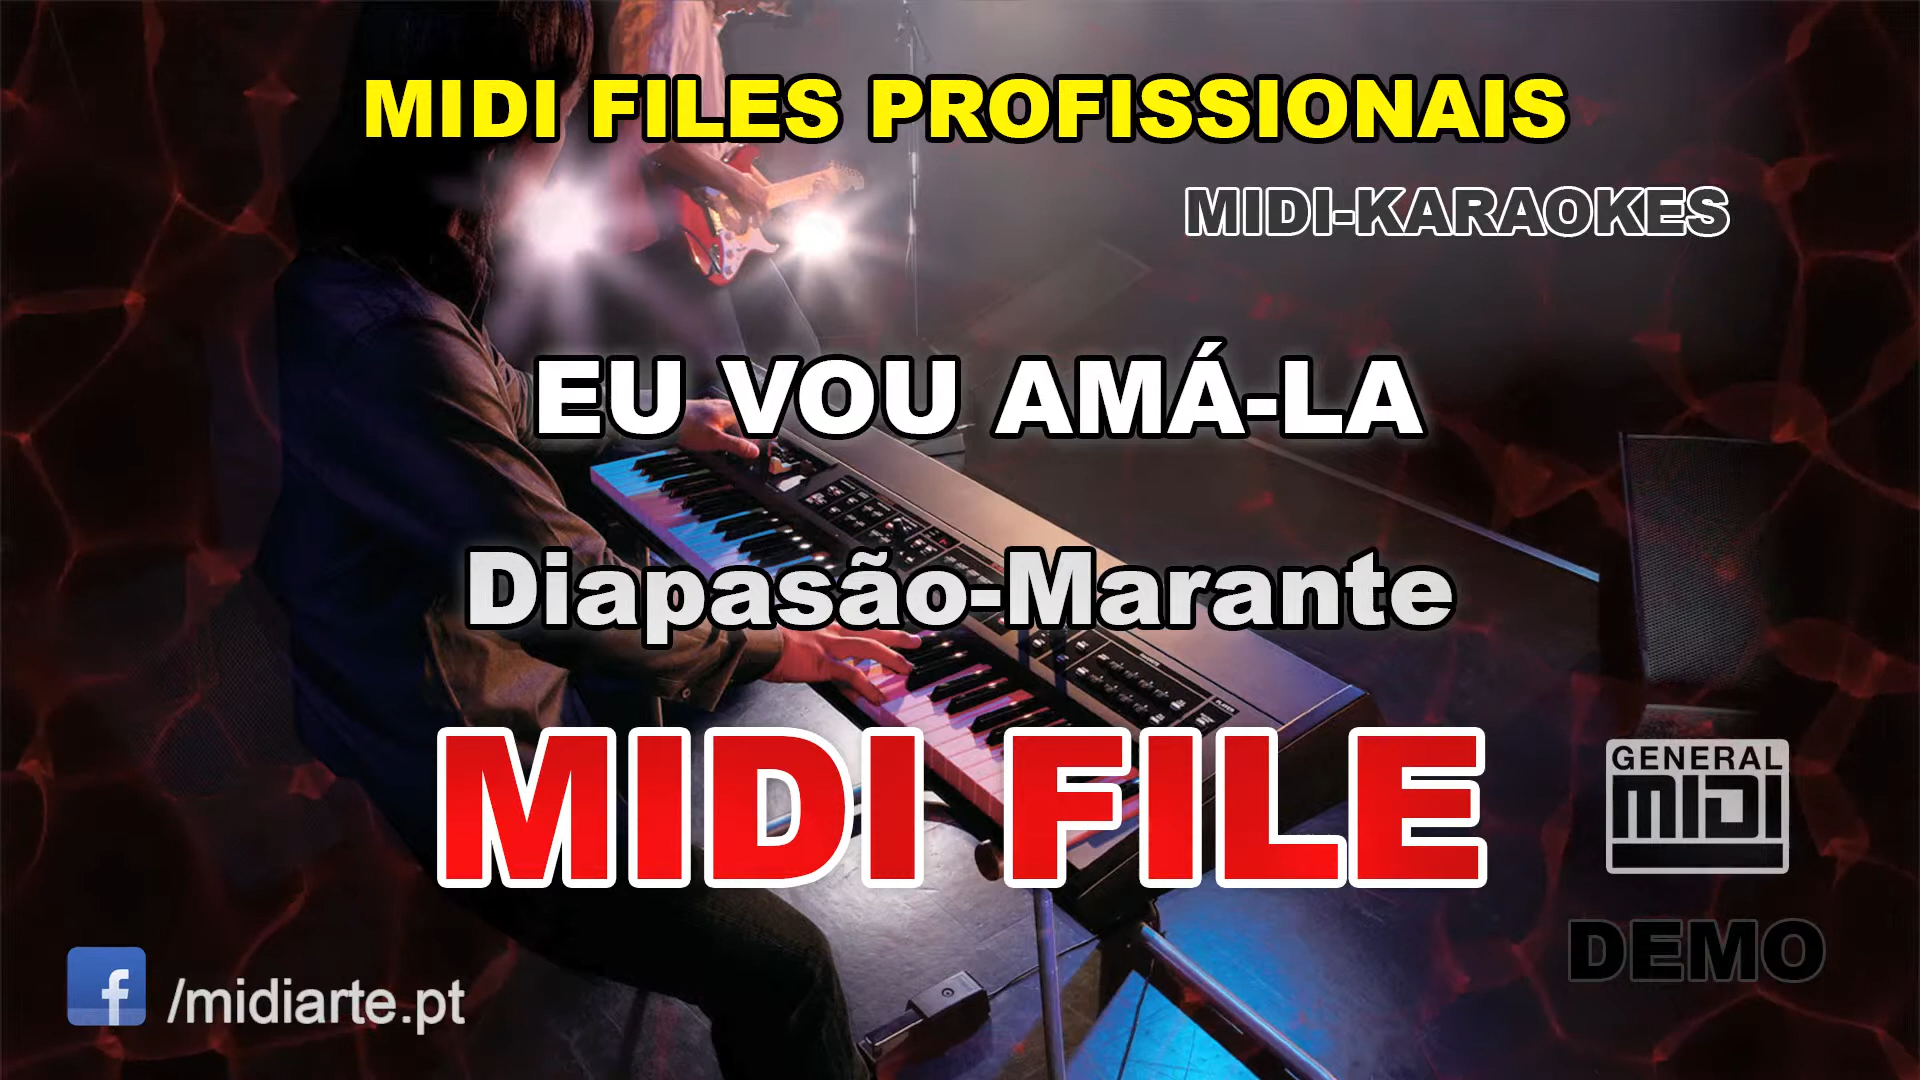 MIDI FILES PROFISSIONAIS
MIDI-KARAOKES
EU VOU AMÁ-LA
Diapasão-Marante
MIDI FILE
GENERAL
MIDI
DEMO
f /midiarte.pt